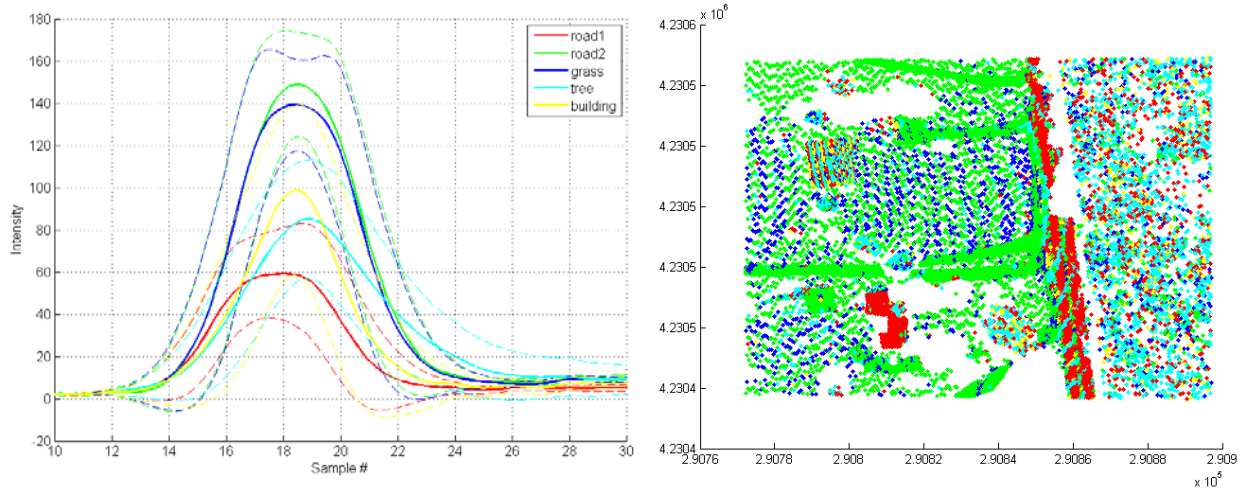 180
160
140
120
100
80
60
40
20
0
-20
10 12 14 16 18 20 22 24 26 28 30
Intensity
Sample #
road1
road2
grass
tree
building
x 10^6
4.2306
4.2305
4.2305
4.2305
4.2305
4.2305
4.2304
4.2304
2.9076 2.9078 2.908 2.9082 2.9084 2.9086 2.9088 2.909
x 10^5